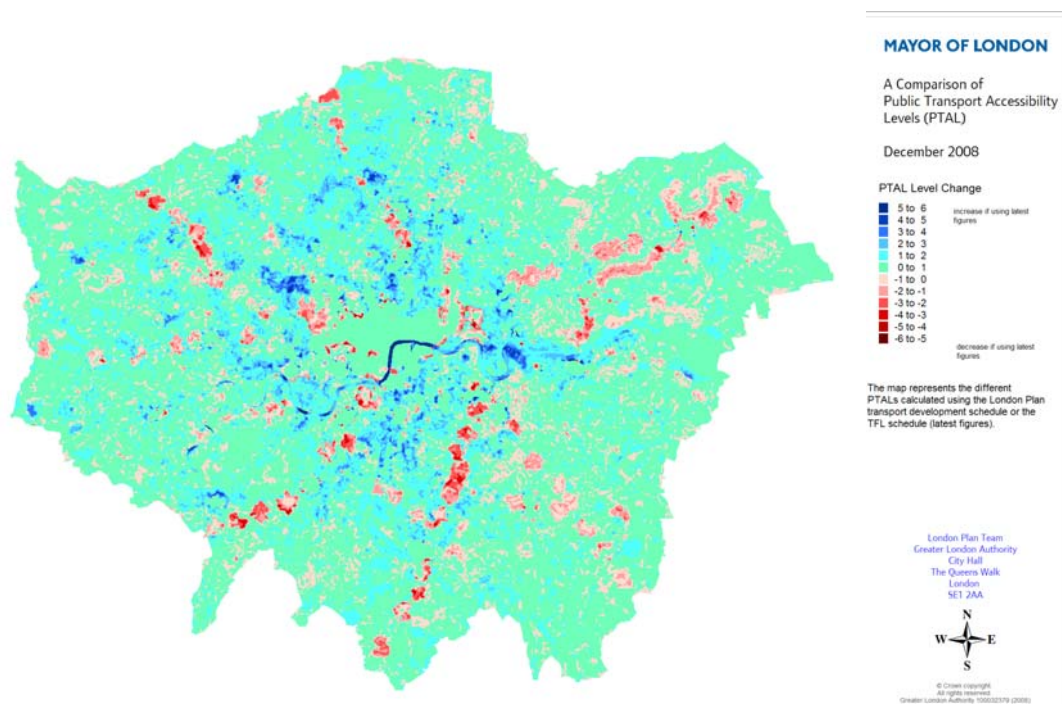 MAYOR OF LONDON
A Comparison of
Public Transport Accessibility
Levels (PTAL)
December 2008
PTAL Level Change
5 to 6
4 to 5
3 to 4
2 to 3
1 to 2
0 to 1
-1 to 0
-2 to -1
-3 to -2
-4 to -3
-5 to -4
-6 to -5
increase if using latest
figures
decrease if using latest
figures
The map represents the different
PTALs calculated using the London Plan
transport development schedule or the
TFL schedule (latest figures).
London Plan Team
Greater London Authority
City Hall
The Queens Walk
London
SE1 2AA
N
W E
S
© Crown copyright.
All rights reserved.
Greater London Authority 100032379 (2008)